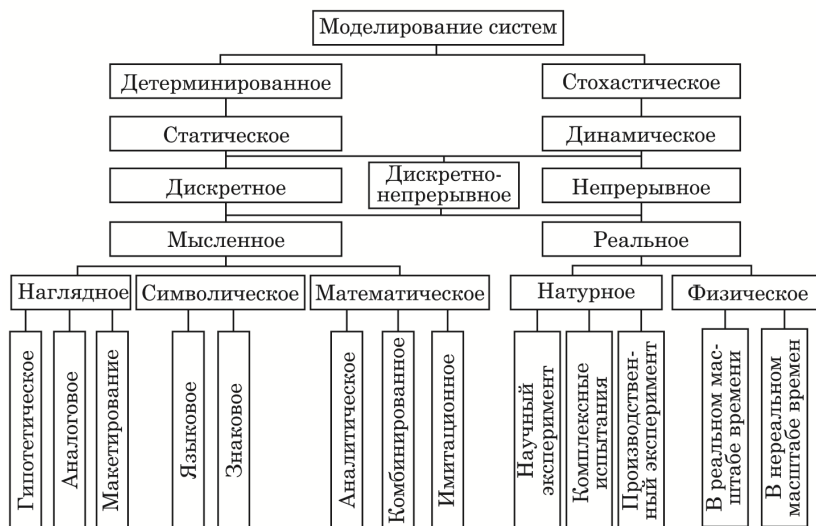 Моделирование систем
Детерминированное
Стохастическое
Статическое
Динамическое
Дискретное
Дискретно-
непрерывное
Непрерывное
Мысленное
Реальное
Наглядное
Символическое
Математическое
Натурное
Физическое
Гипотетическое
Аналоговое
Макетирование
Языковое
Знаковое
Аналитическое
Комбинированное
Имитационное
Научный
эксперимент
Комплексные
испытания
Производствен-
ный эксперимент
В реальном мас-
штабе времени
В нереальном
масштабе времен